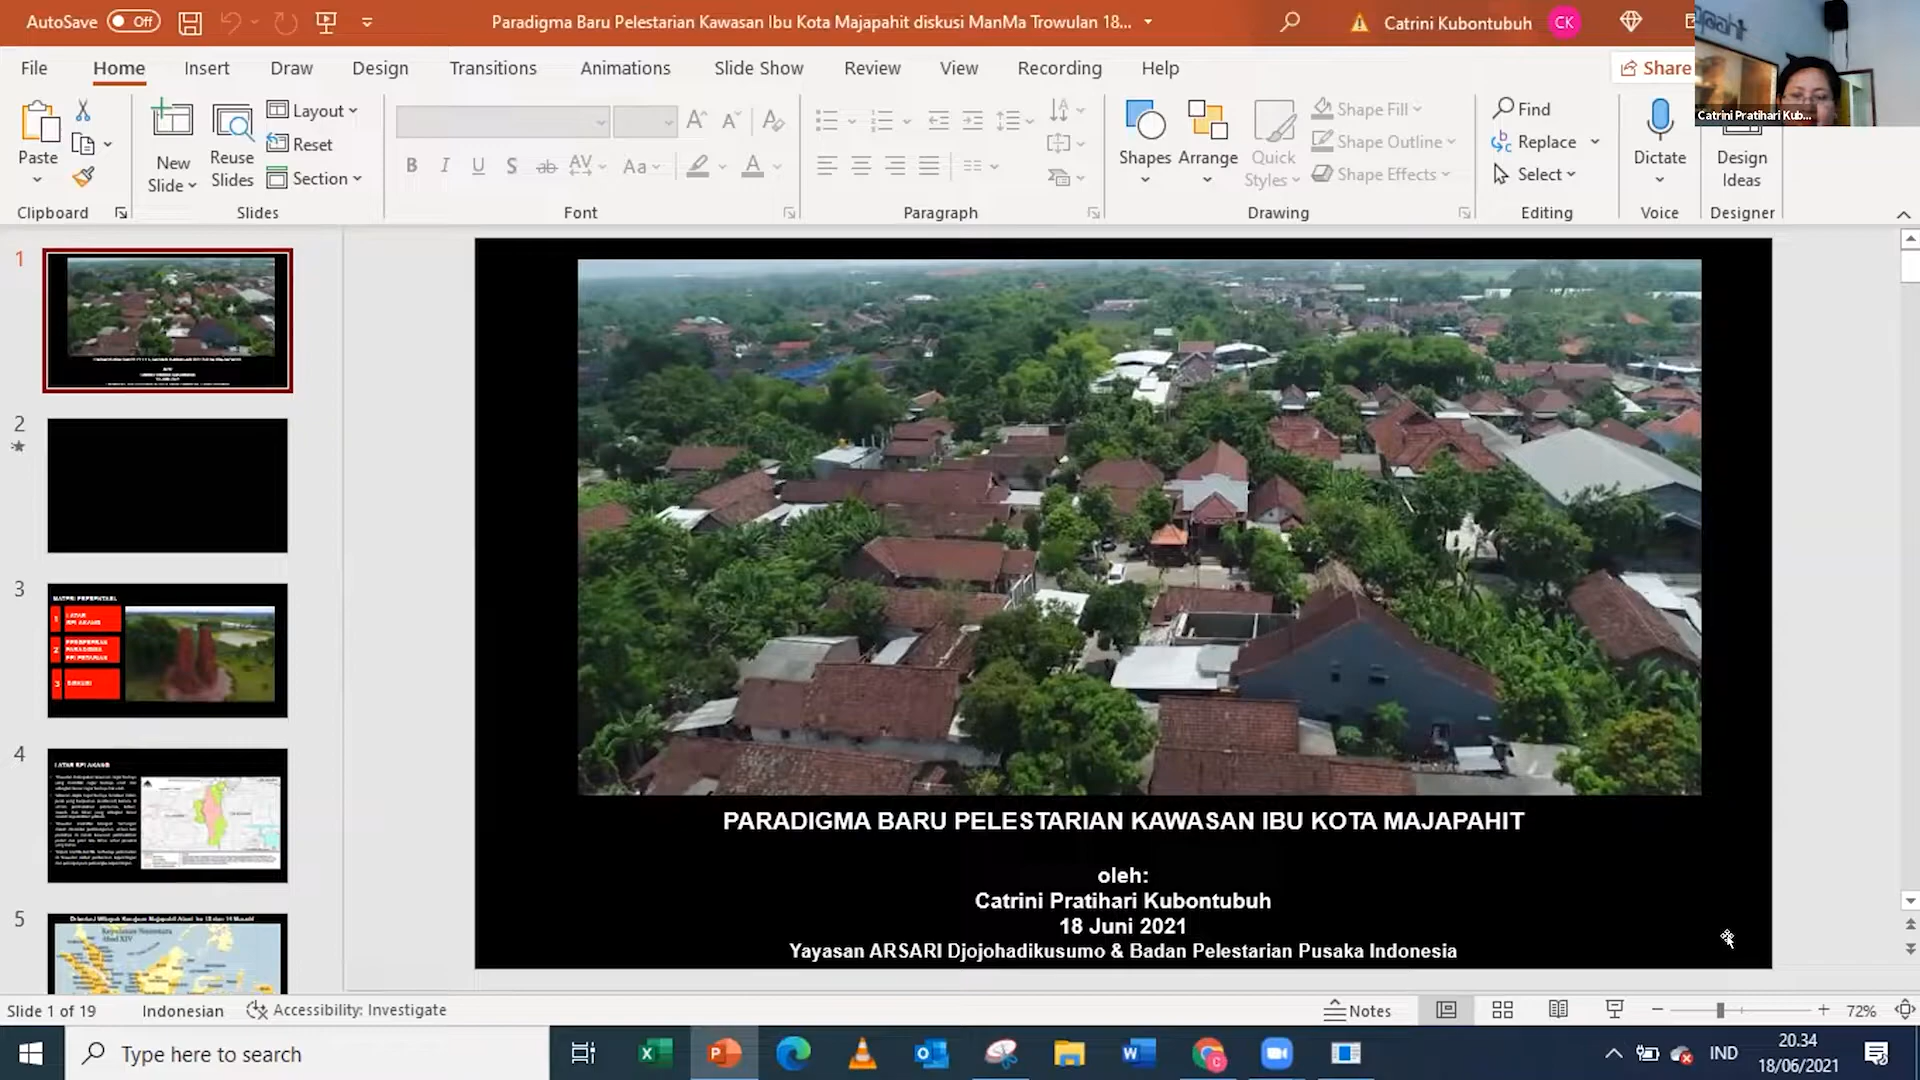 AutoSave Off
Paradigma Baru Pelestarian Kawasan Ibu Kota Majapahit diskusi ManMa Trowulan 18...
Catrini Kubontubuh CK
File Home Insert Draw Design Transitions Animations Slide Show Review View Recording Help
Share
Catrini Pratihari Kub...
Paste
New Slide
Reuse Slides
Layout
Reset
Section
Shapes
Arrange
Quick Styles
Shape Fill
Shape Outline
Shape Effects
Find
Replace
Select
Dictate
Design Ideas
Clipboard Slides Font Paragraph Drawing Editing Voice Designer
1
2
3
4
5
PARADIGMA BARU PELESTARIAN KAWASAN IBU KOTA MAJAPAHIT
oleh:
Catrini Pratihari Kubontubuh
18 Juni 2021
Yayasan ARSARI Djojohadikusumo & Badan Pelestarian Pusaka Indonesia
Slide 1 of 19 Indonesian Accessibility: Investigate Notes 72%
Type here to search
IND
20.34
18/06/2021